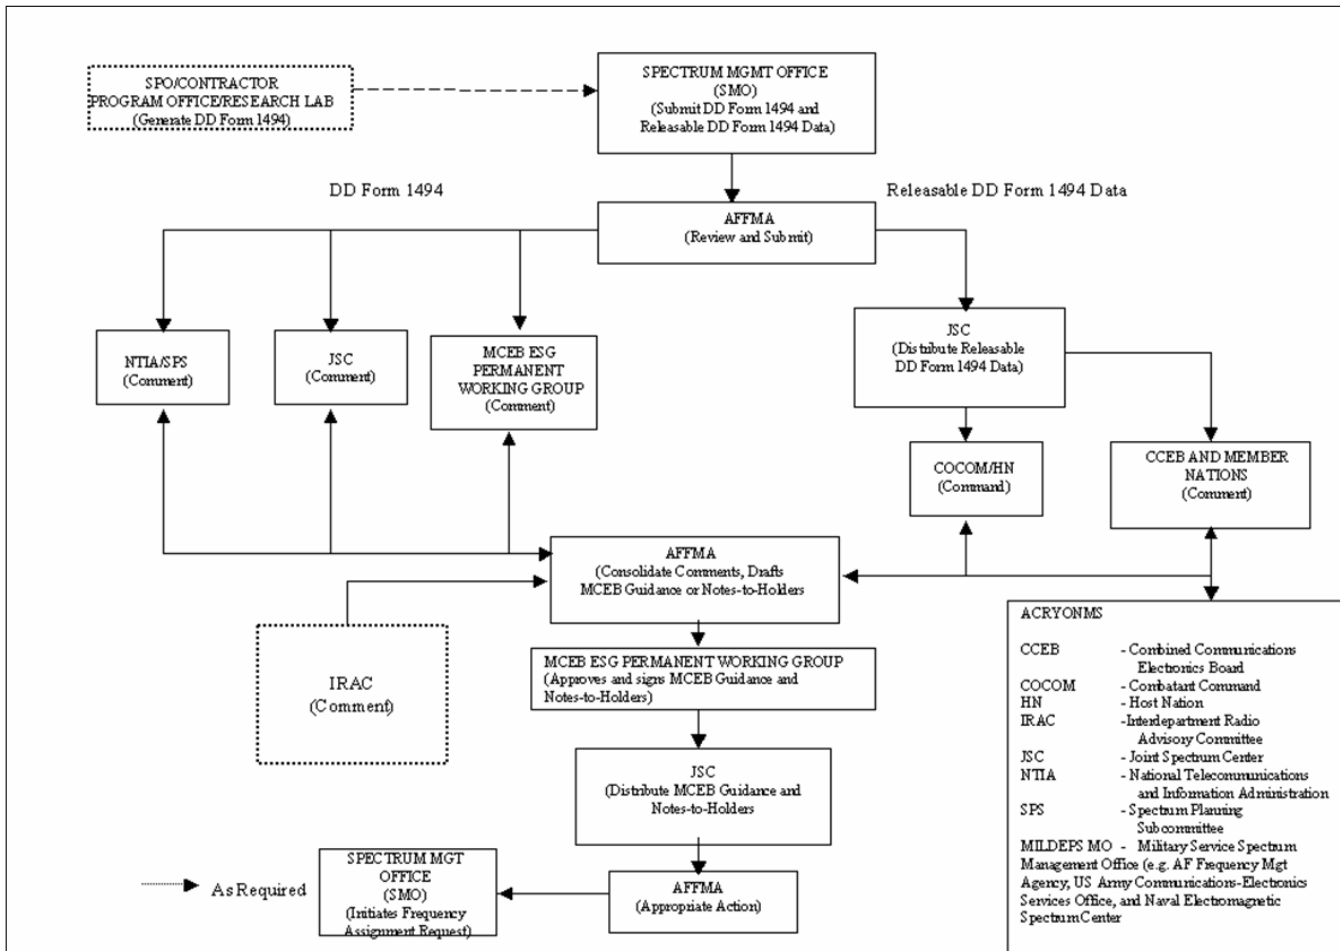 SPO/CONTRACTOR
PROGRAM OFFICE/RESEARCH LAB
(Generate DD Form 1494)
SPECTRUM MGMT OFFICE
(SMO)
(Submit DD Form 1494 and
Releasable DD Form 1494 Data)
DD Form 1494
Releasable DD Form 1494 Data
AFFMA
(Review and Submit)
NTIA/SPS
(Comment)
JSC
(Comment)
MCEB ESG
PERMANENT
WORKING GROUP
(Comment)
JSC
(Distribute Releasable
DD Form 1494 Data)
COCOM/HN
(Command)
CCEB AND MEMBER
NATIONS
(Comment)
AFFMA
(Consolidate Comments, Drafts
MCEB Guidance or Notes-to-Holders
IRAC
(Comment)
MCEB ESG PERMANENT WORKING GROUP
(Approves and signs MCEB Guidance and
Notes-to-Holders)
JSC
(Distribute MCEB Guidance and
Notes-to-Holders
AFFMA
(Appropriate Action)
SPECTRUM MGT
OFFICE
(SMO)
(Initiates Frequency
Assignment Request)
As Required
ACRYONMS
CCEB - Combined Communications
Electronics Board
COCOM - Combatant Command
HN - Host Nation
IRAC -Interdepartment Radio
Advisory Committee
JSC - Joint Spectrum Center
NTIA - National Telecommunications
and Information Administration
SPS - Spectrum Planning
Subcommittee
MILDEPS MO - Military Service Spectrum
Management Office (e.g. AF Frequency Mgt
Agency, US Army Communications-Electronics
Services Office, and Naval Electromagnetic
Spectrum Center